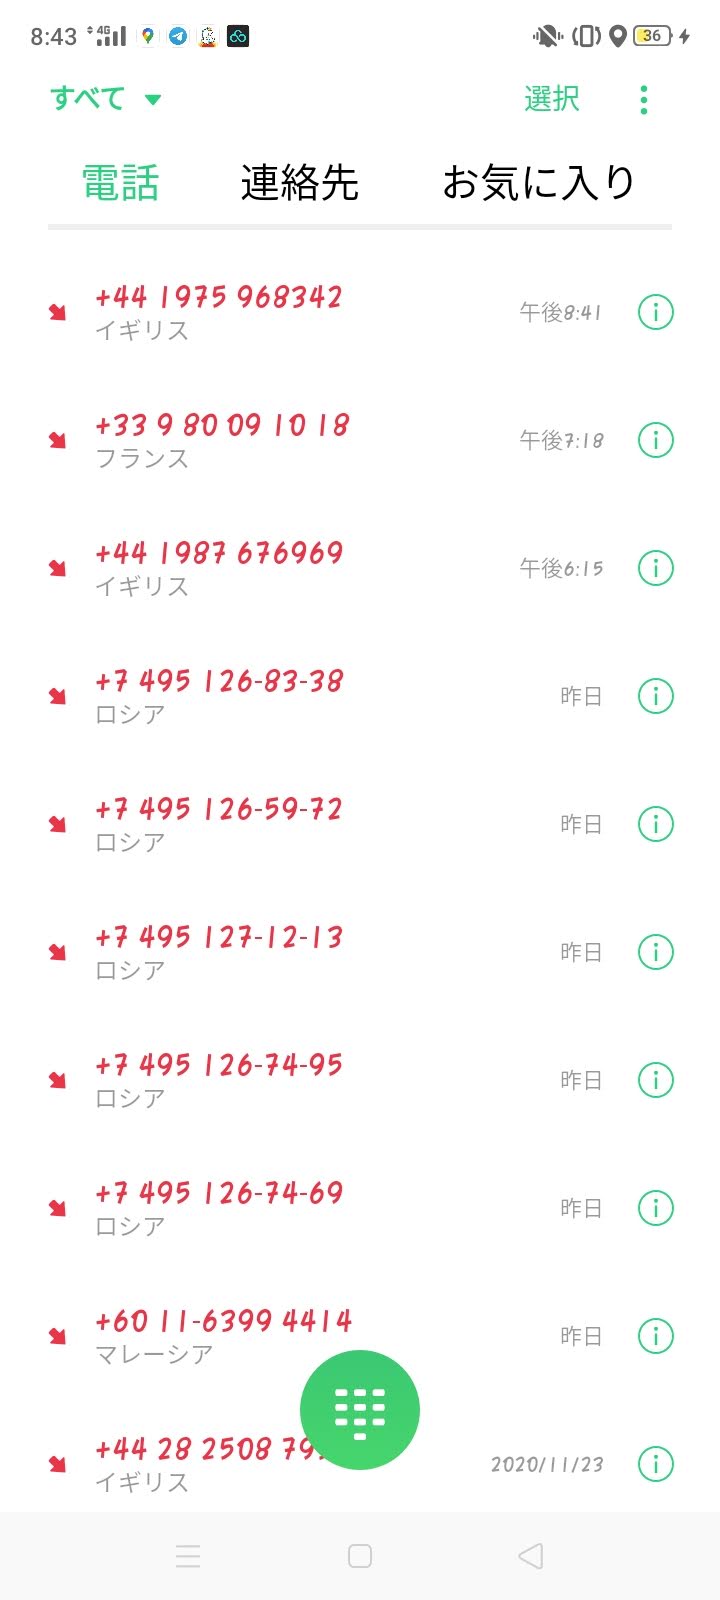 8:43 4G 36
すべて 選択
電話 連絡先 お気に入り
+44 1975 968342
イギリス
午後8:41
+33 9 80 09 10 18
フランス
午後7:18
+44 1987 676969
イギリス
午後6:15
+7 495 126-83-38
ロシア
昨日
+7 495 126-59-72
ロシア
昨日
+7 495 127-12-13
ロシア
昨日
+7 495 126-74-95
ロシア
昨日
+7 495 126-74-69
ロシア
昨日
+60 11-6399 4414
マレーシア
昨日
+44 28 2508 79
イギリス
2020/11/23